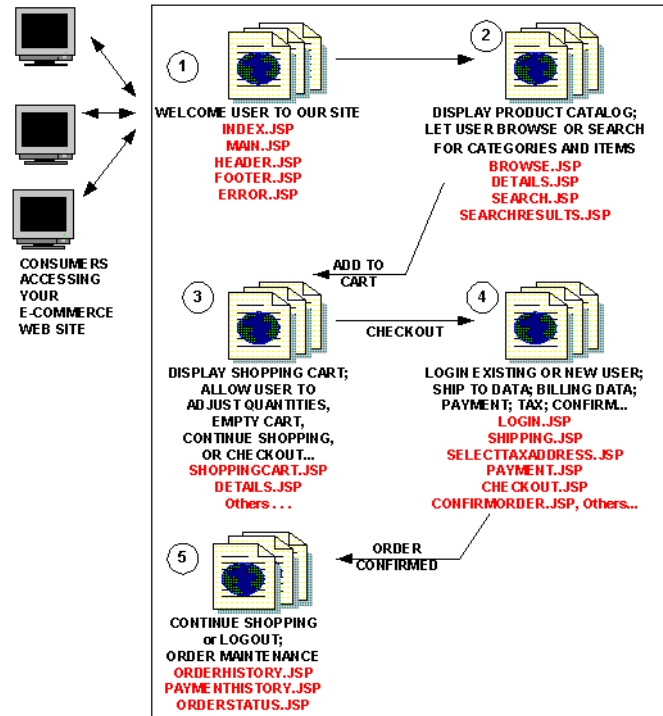 1
WELCOME USER TO OUR SITE
INDEX.JSP
MAIN.JSP
HEADER.JSP
FOOTER.JSP
ERROR.JSP
2
DISPLAY PRODUCT CATALOG;
LET USER BROWSE OR SEARCH
FOR CATEGORIES AND ITEMS
BROWSE.JSP
DETAILS.JSP
SEARCH.JSP
SEARCHRESULTS.JSP
CONSUMERS
ACCESSING
YOUR
E-COMMERCE
WEB SITE
ADD TO
CART
3
DISPLAY SHOPPING CART;
ALLOW USER TO
ADJUST QUANTITIES,
EMPTY CART,
CONTINUE SHOPPING,
OR CHECKOUT...
SHOPPINGCART.JSP
DETAILS.JSP
Others . . .
CHECKOUT
4
LOGIN EXISTING OR NEW USER;
SHIP TO DATA; BILLING DATA;
PAYMENT; TAX; CONFIRM...
LOGIN.JSP
SHIPPING.JSP
SELECTTAXADDRESS.JSP
PAYMENT.JSP
CHECKOUT.JSP
CONFIRMORDER.JSP, Others...
ORDER
CONFIRMED
5
CONTINUE SHOPPING
or LOGOUT;
ORDER MAINTENANCE
ORDERHISTORY.JSP
PAYMENTHISTORY.JSP
ORDERSTATUS.JSP